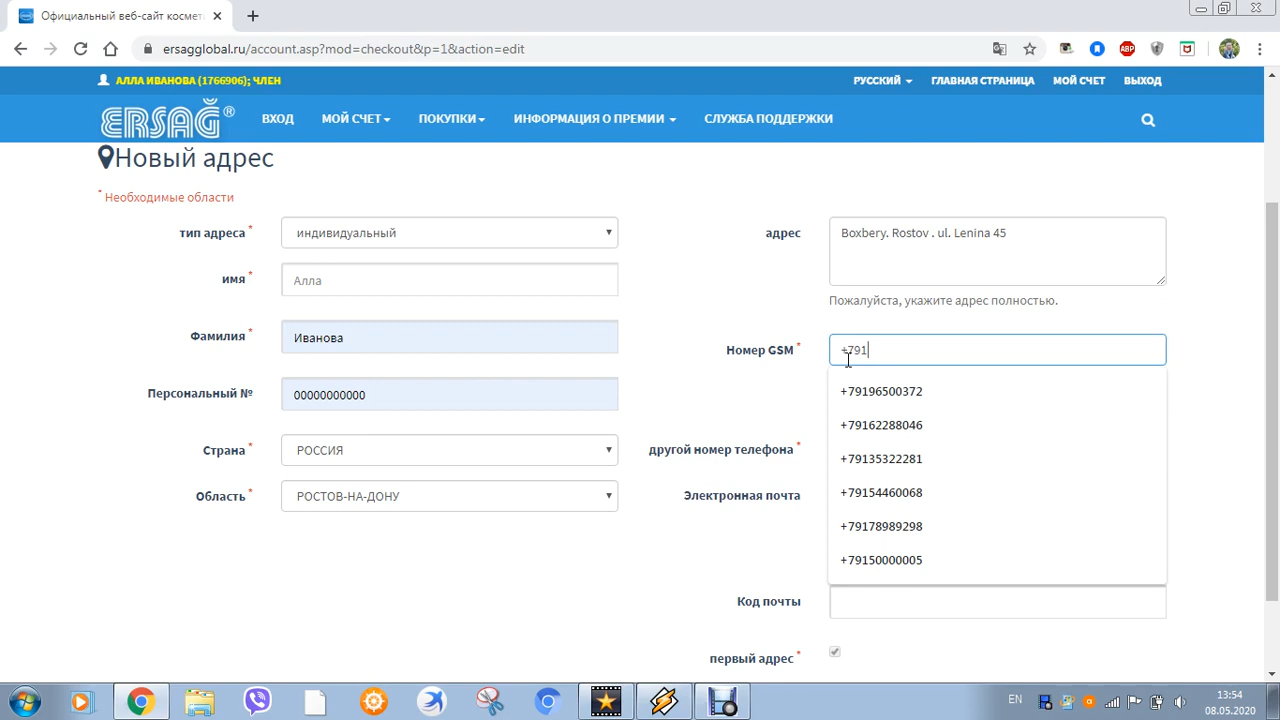 Официальный веб-сайт космет
ersagglobal.ru/account.asp?mod=checkout&p=1&action=edit
ABP
АЛЛА ИВАНОВА (1766906); ЧЛЕН
РУССКИЙ
ГЛАВНАЯ СТРАНИЦА
МОЙ СЧЕТ
ВЫХОД
ERSAĞ®
ВХОД
МОЙ СЧЕТ
ПОКУПКИ
ИНФОРМАЦИЯ О ПРЕМИИ
СЛУЖБА ПОДДЕРЖКИ
Новый адрес
* Необходимые области
тип адреса *
индивидуальный
имя *
Алла
Фамилия *
Иванова
Персональный №
00000000000
Страна *
РОССИЯ
Область *
РОСТОВ-НА-ДОНУ
адрес
Boxbery. Rostov . ul. Lenina 45
Пожалуйста, укажите адрес полностью.
Номер GSM *
+791
+79196500372
+79162288046
+79135322281
+79154460068
+79178989298
+79150000005
другой номер телефона *
Электронная почта
Код почты
первый адрес *
EN
13:54
08.05.2020